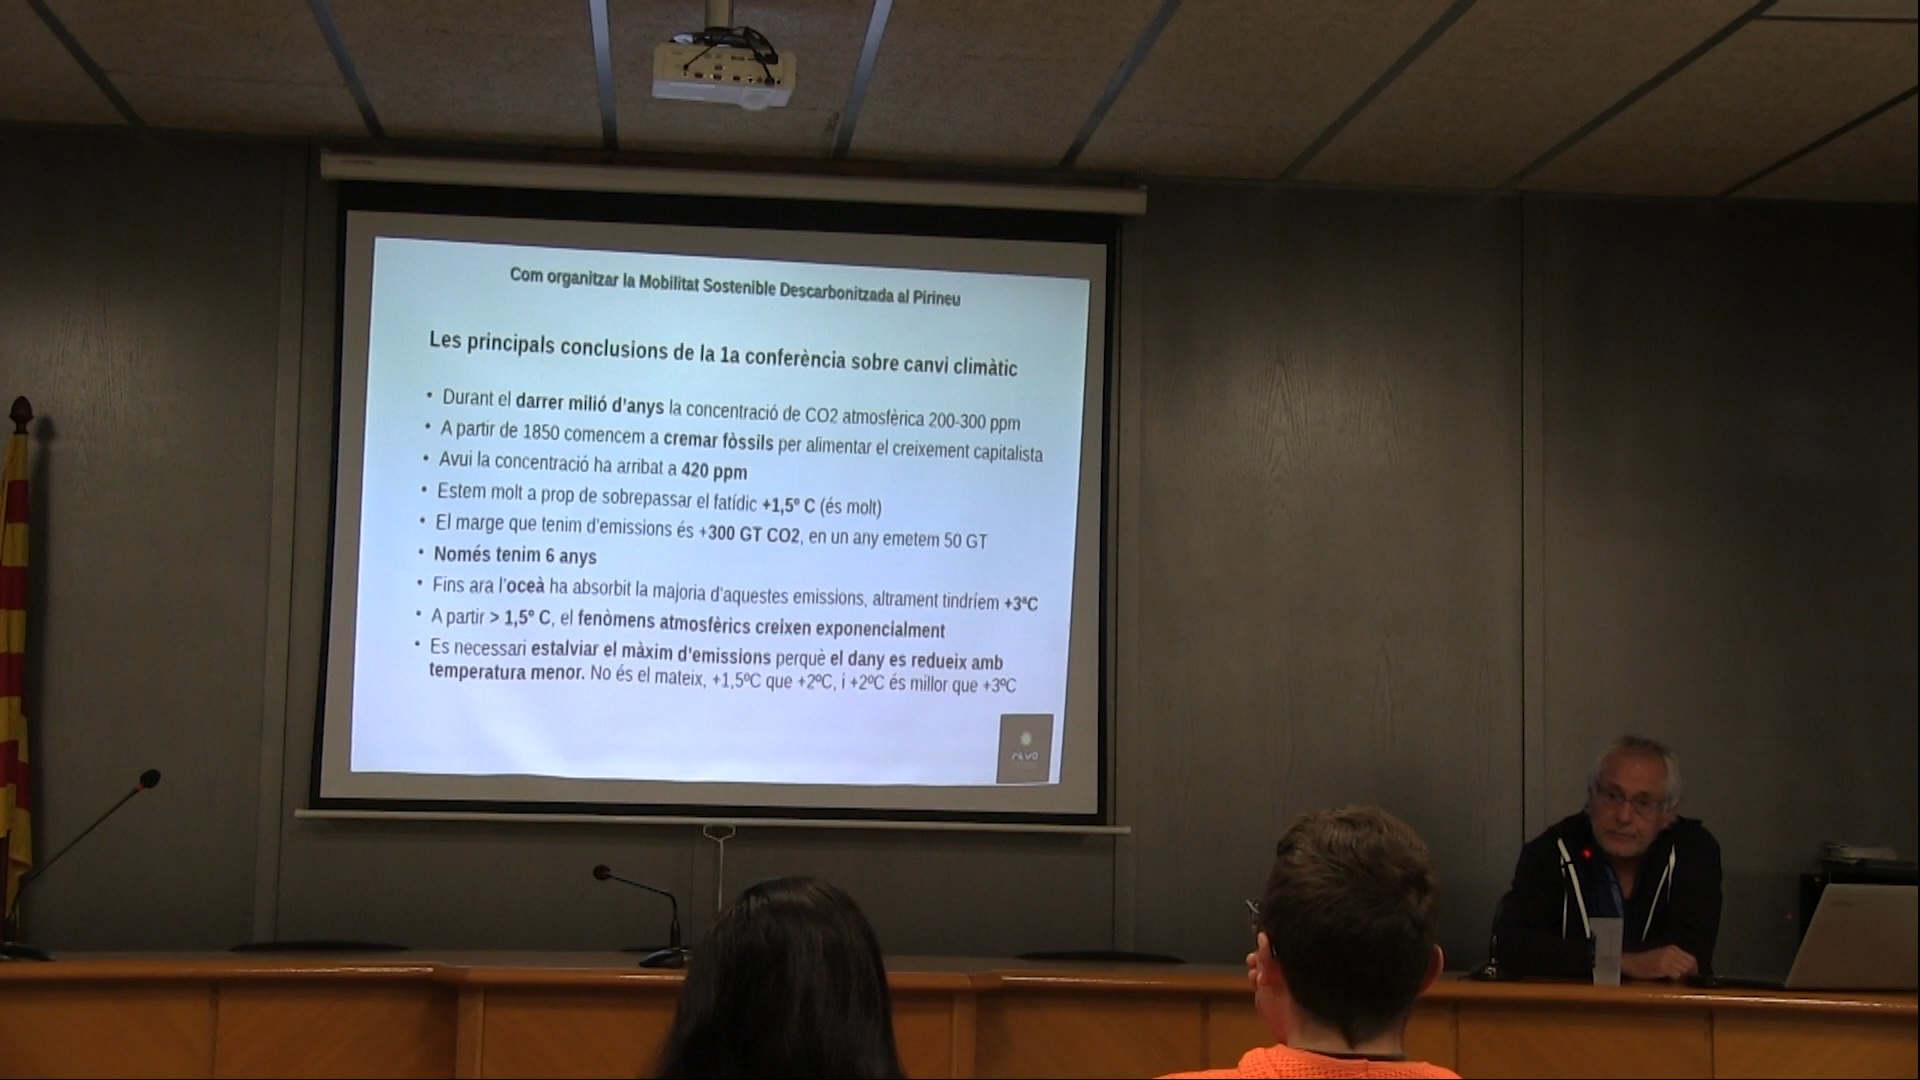 Com organitzar la Mobilitat Sostenible Descarbonitzada al Pirineu
Les principals conclusions de la 1a conferència sobre canvi climàtic
• Durant el darrer milió d'anys la concentració de CO2 atmosfèrica 200-300 ppm
• A partir de 1850 comencem a cremar fòssils per alimentar el creixement capitalista
• Avui la concentració ha arribat a 420 ppm
• Estem molt a prop de sobrepassar el fatídic +1,5º C (és molt)
• El marge que tenim d'emissions és +300 GT CO2, en un any emetem 50 GT
• Només tenim 6 anys
• Fins ara l'oceà ha absorbit la majoria d'aquestes emissions, altrament tindríem +3ªC
• A partir > 1,5º C, el fenòmens atmosfèrics creixen exponencialment
• Es necessari estalviar el màxim d'emissions perquè el dany es redueix amb
temperatura menor. No és el mateix, +1,5ºC que +2ºC, i +2ºC és millor que +3ºC